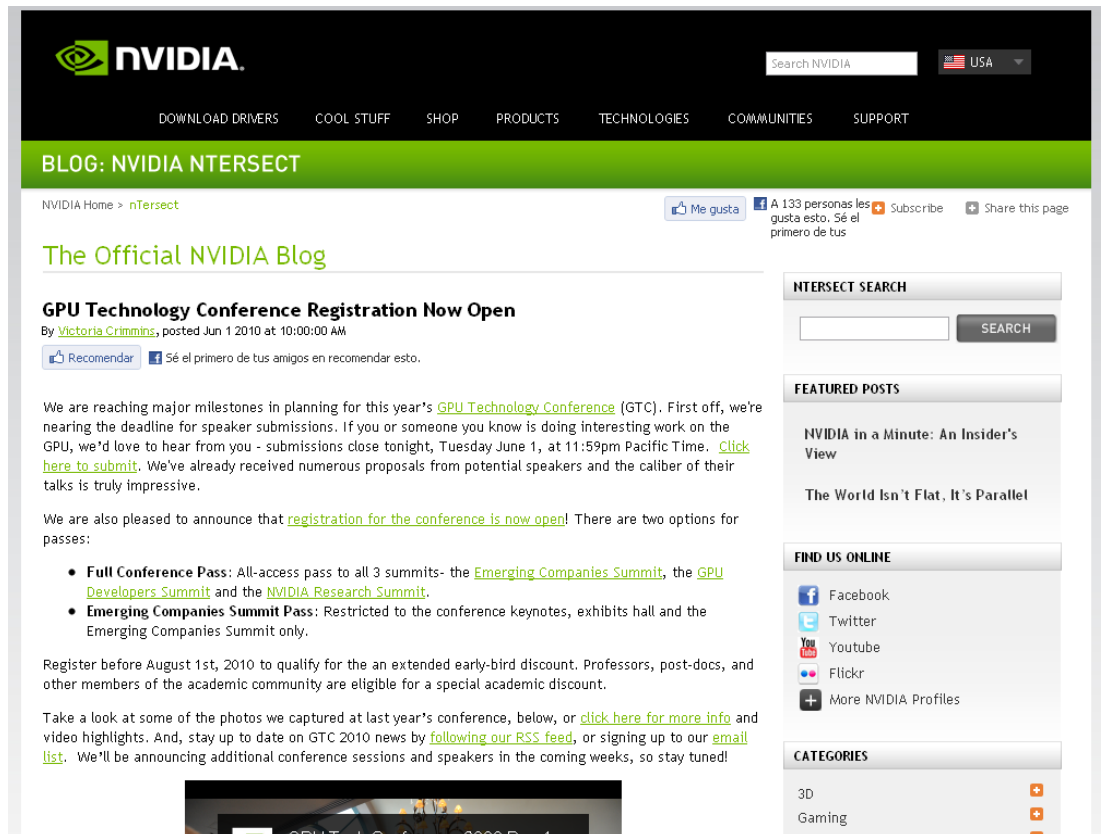 NVIDIA.
Search NVIDIA
USA
DOWNLOAD DRIVERS COOL STUFF SHOP PRODUCTS TECHNOLOGIES COMMUNITIES SUPPORT
BLOG: NVIDIA NTERSECT
NVIDIA Home > nTersect
Me gusta
A 133 personas les
gusta esto. Sé el
primero de tus
Subscribe
Share this page
The Official NVIDIA Blog
GPU Technology Conference Registration Now Open
By Victoria Crimmins, posted Jun 1 2010 at 10:00:00 AM
Recomendar Sé el primero de tus amigos en recomendar esto.
We are reaching major milestones in planning for this year's GPU Technology Conference (GTC). First off, we're
nearing the deadline for speaker submissions. If you or someone you know is doing interesting work on the
GPU, we'd love to hear from you - submissions close tonight, Tuesday June 1, at 11:59pm Pacific Time. Click
here to submit. We've already received numerous proposals from potential speakers and the caliber of their
talks is truly impressive.
We are also pleased to announce that registration for the conference is now open! There are two options for
passes:
• Full Conference Pass: All-access pass to all 3 summits- the Emerging Companies Summit, the GPU
Developers Summit and the NVIDIA Research Summit.
• Emerging Companies Summit Pass: Restricted to the conference keynotes, exhibits hall and the
Emerging Companies Summit only.
Register before August 1st, 2010 to qualify for the an extended early-bird discount. Professors, post-docs, and
other members of the academic community are eligible for a special academic discount.
Take a look at some of the photos we captured at last year's conference, below, or click here for more info and
video highlights. And, stay up to date on GTC 2010 news by following our RSS feed, or signing up to our email
list. We'll be announcing additional conference sessions and speakers in the coming weeks, so stay tuned!
NTERSECT SEARCH
SEARCH
FEATURED POSTS
NVIDIA in a Minute: An Insider's
View
The World Isn't Flat, It's Parallel
FIND US ONLINE
Facebook
Twitter
You Tube Youtube
Flickr
More NVIDIA Profiles
CATEGORIES
3D
Gaming